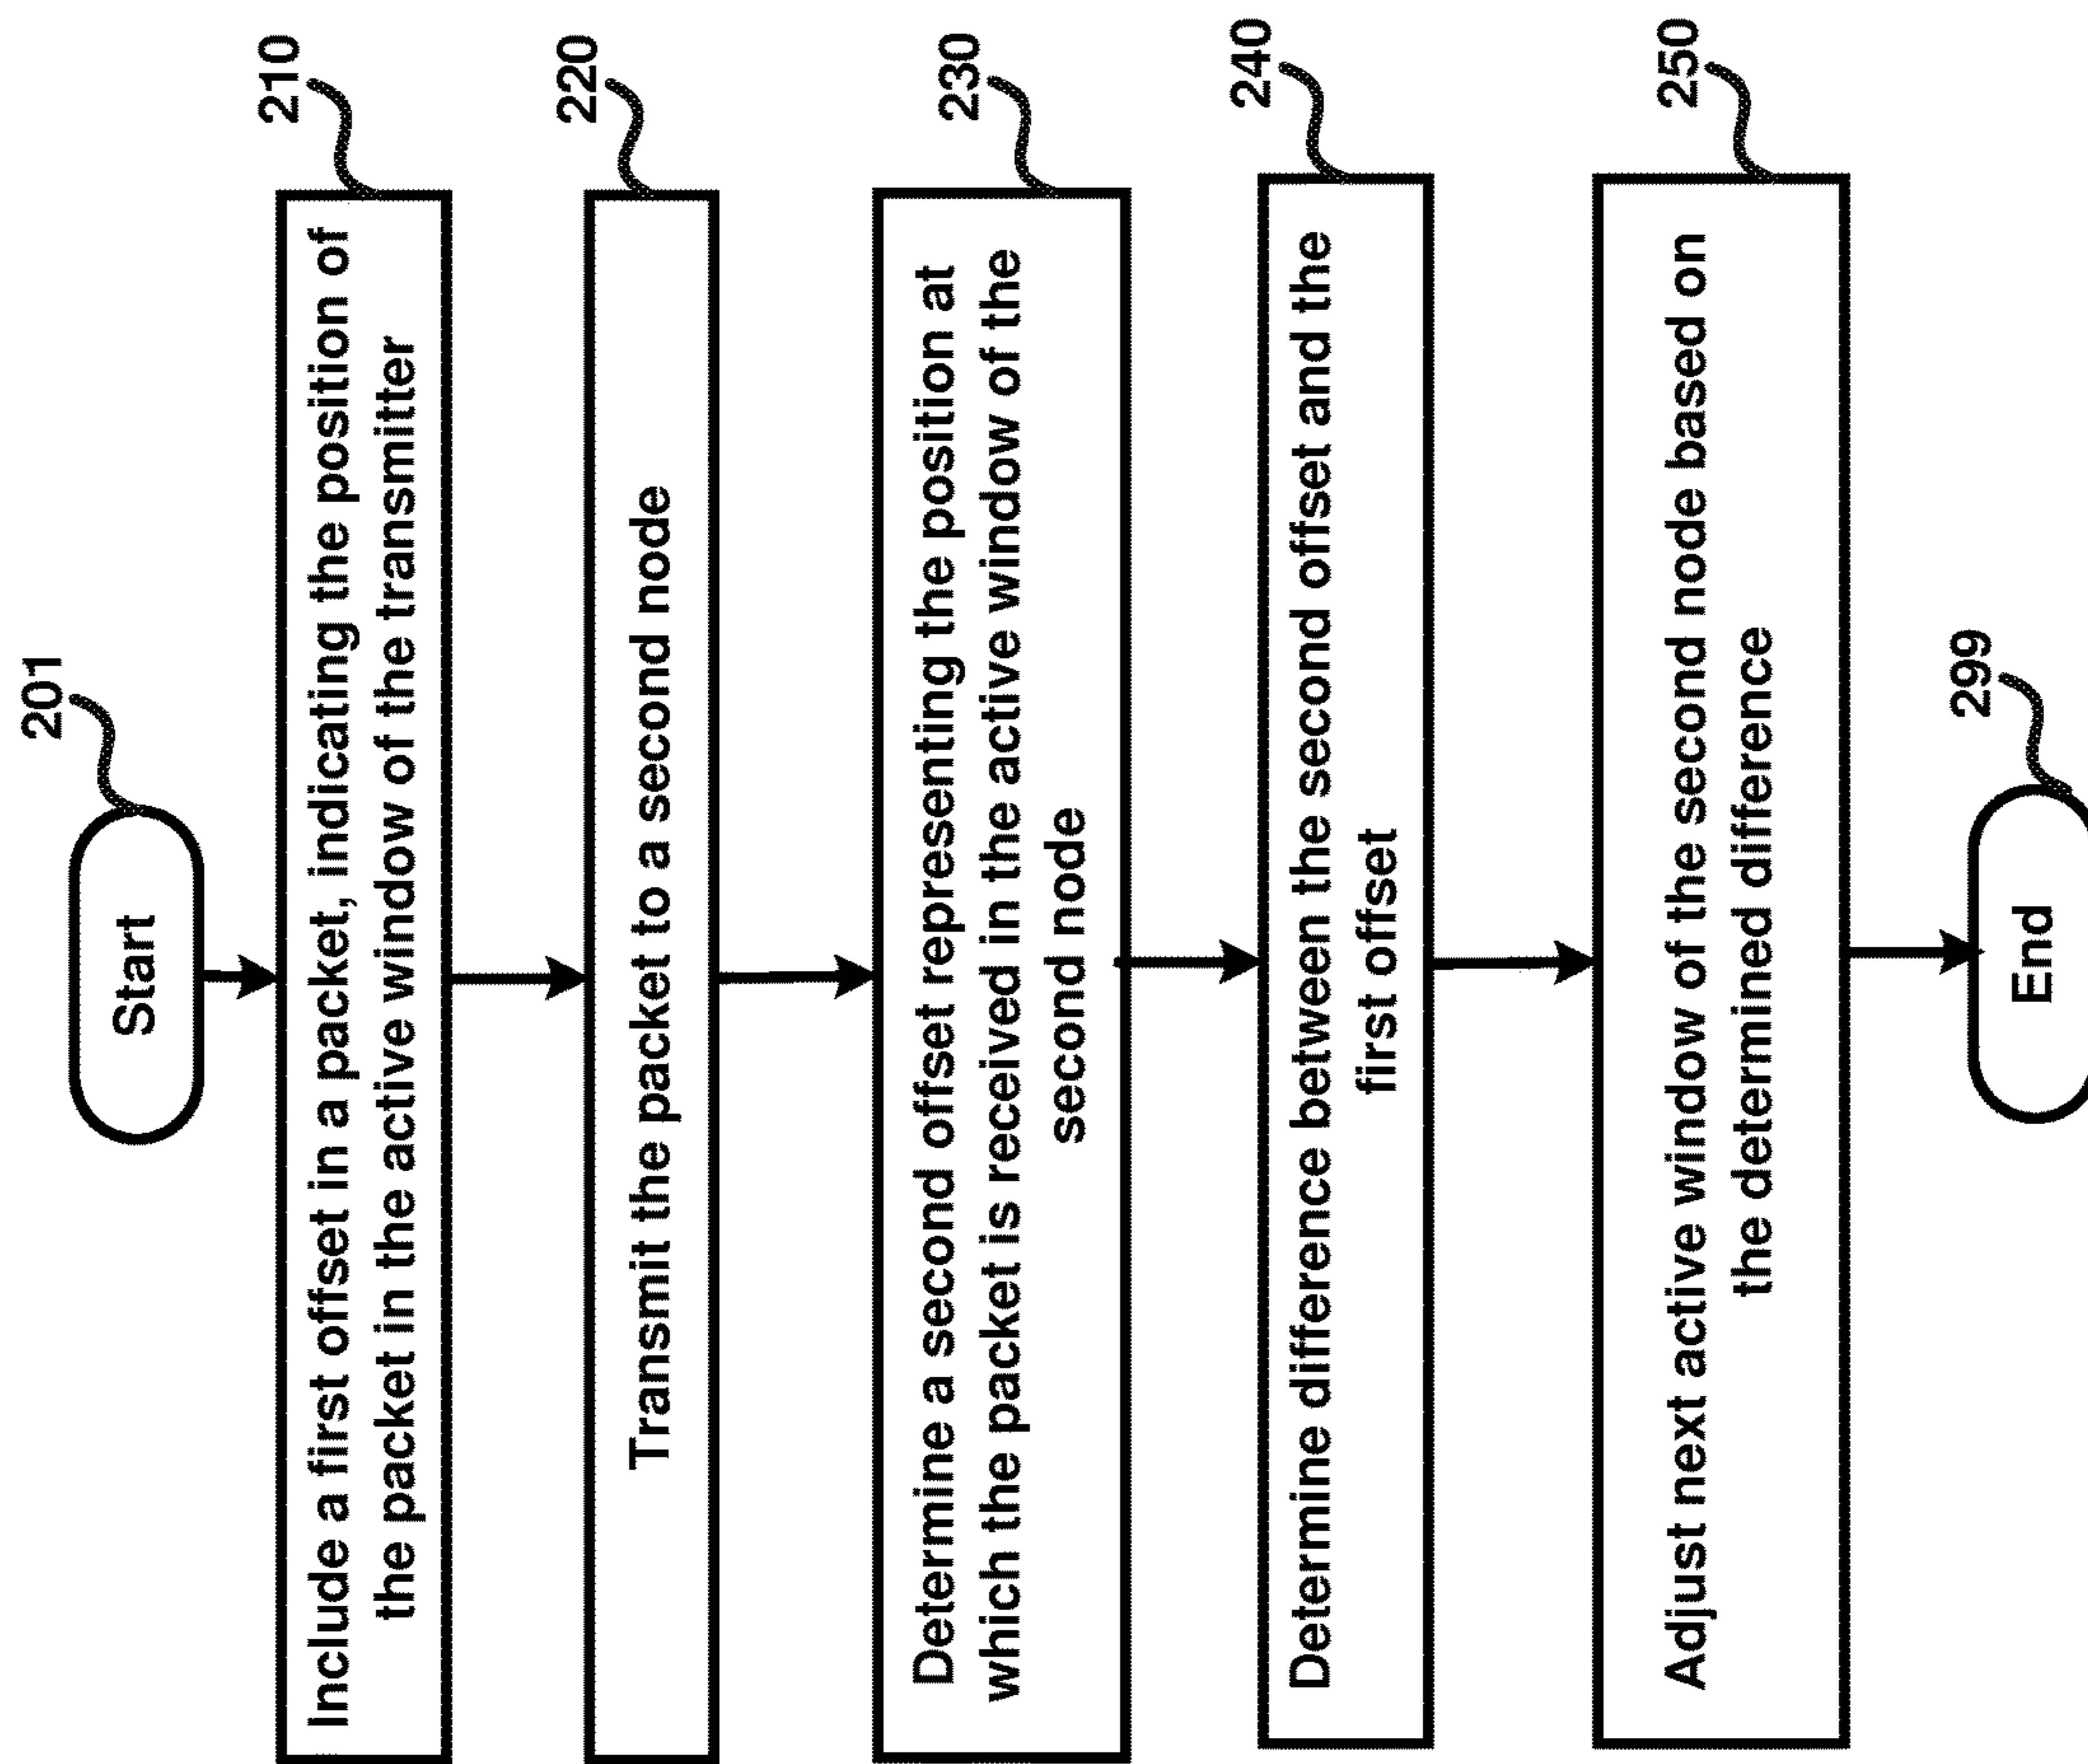 201
Start
210
Include a first offset in a packet, indicating the position of
the packet in the active window of the transmitter
220
Transmit the packet to a second node
230
Determine a second offset representing the position at
which the packet is received in the active window of the
second node
240
Determine difference between the second offset and the
first offset
250
Adjust next active window of the second node based on
the determined difference
299
End